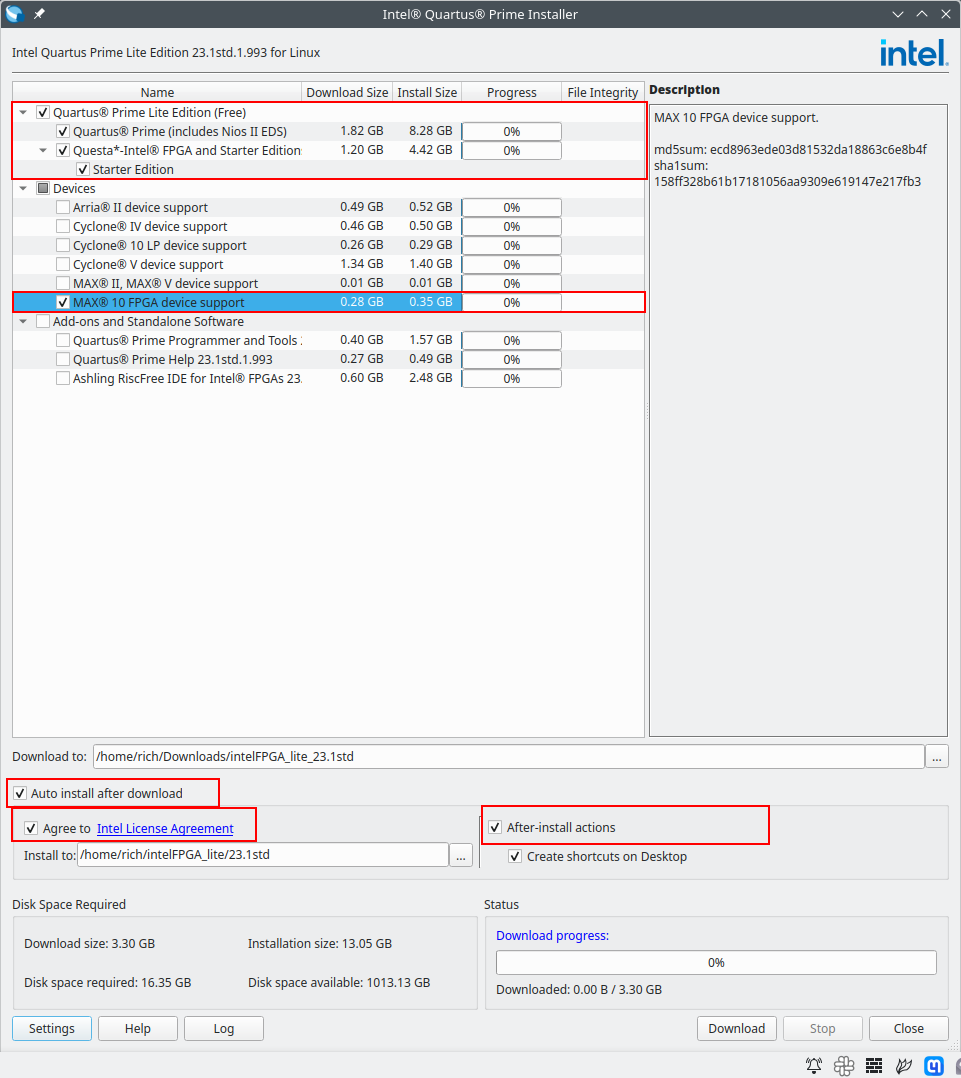 Intel® Quartus® Prime Installer
Intel Quartus Prime Lite Edition 23.1std.1.993 for Linux
intel.
Name Download Size Install Size Progress File Integrity
Quartus® Prime Lite Edition (Free)
Quartus® Prime (includes Nios II EDS) 1.82 GB 8.28 GB 0%
Questa*-Intel® FPGA and Starter Edition 1.20 GB 4.42 GB 0%
Starter Edition
Devices
Arria® II device support 0.49 GB 0.52 GB 0%
Cyclone® IV device support 0.46 GB 0.50 GB 0%
Cyclone® 10 LP device support 0.26 GB 0.29 GB 0%
Cyclone® V device support 1.34 GB 1.40 GB 0%
MAX® II, MAX® V device support 0.01 GB 0.01 GB 0%
MAX® 10 FPGA device support 0.28 GB 0.35 GB 0%
Add-ons and Standalone Software
Quartus® Prime Programmer and Tools 0.40 GB 1.57 GB 0%
Quartus® Prime Help 23.1std.1.993 0.27 GB 0.49 GB 0%
Ashling RiscFree IDE for Intel® FPGAs 23. 0.60 GB 2.48 GB 0%
Description
MAX 10 FPGA device support.
md5sum: ecd8963ede03d81532da18863c6e8b4f
sha1sum:
158ff328b61b17181056aa9309e619147e217fb3
Download to: /home/rich/Downloads/intelFPGA_lite_23.1std ...
Auto install after download
Agree to Intel License Agreement
Install to: /home/rich/intelFPGA_lite/23.1std ...
After-install actions
Create shortcuts on Desktop
Disk Space Required
Download size: 3.30 GB Installation size: 13.05 GB
Disk space required: 16.35 GB Disk space available: 1013.13 GB
Status
Download progress:
0%
Downloaded: 0.00 B / 3.30 GB
Settings Help Log Download Stop Close